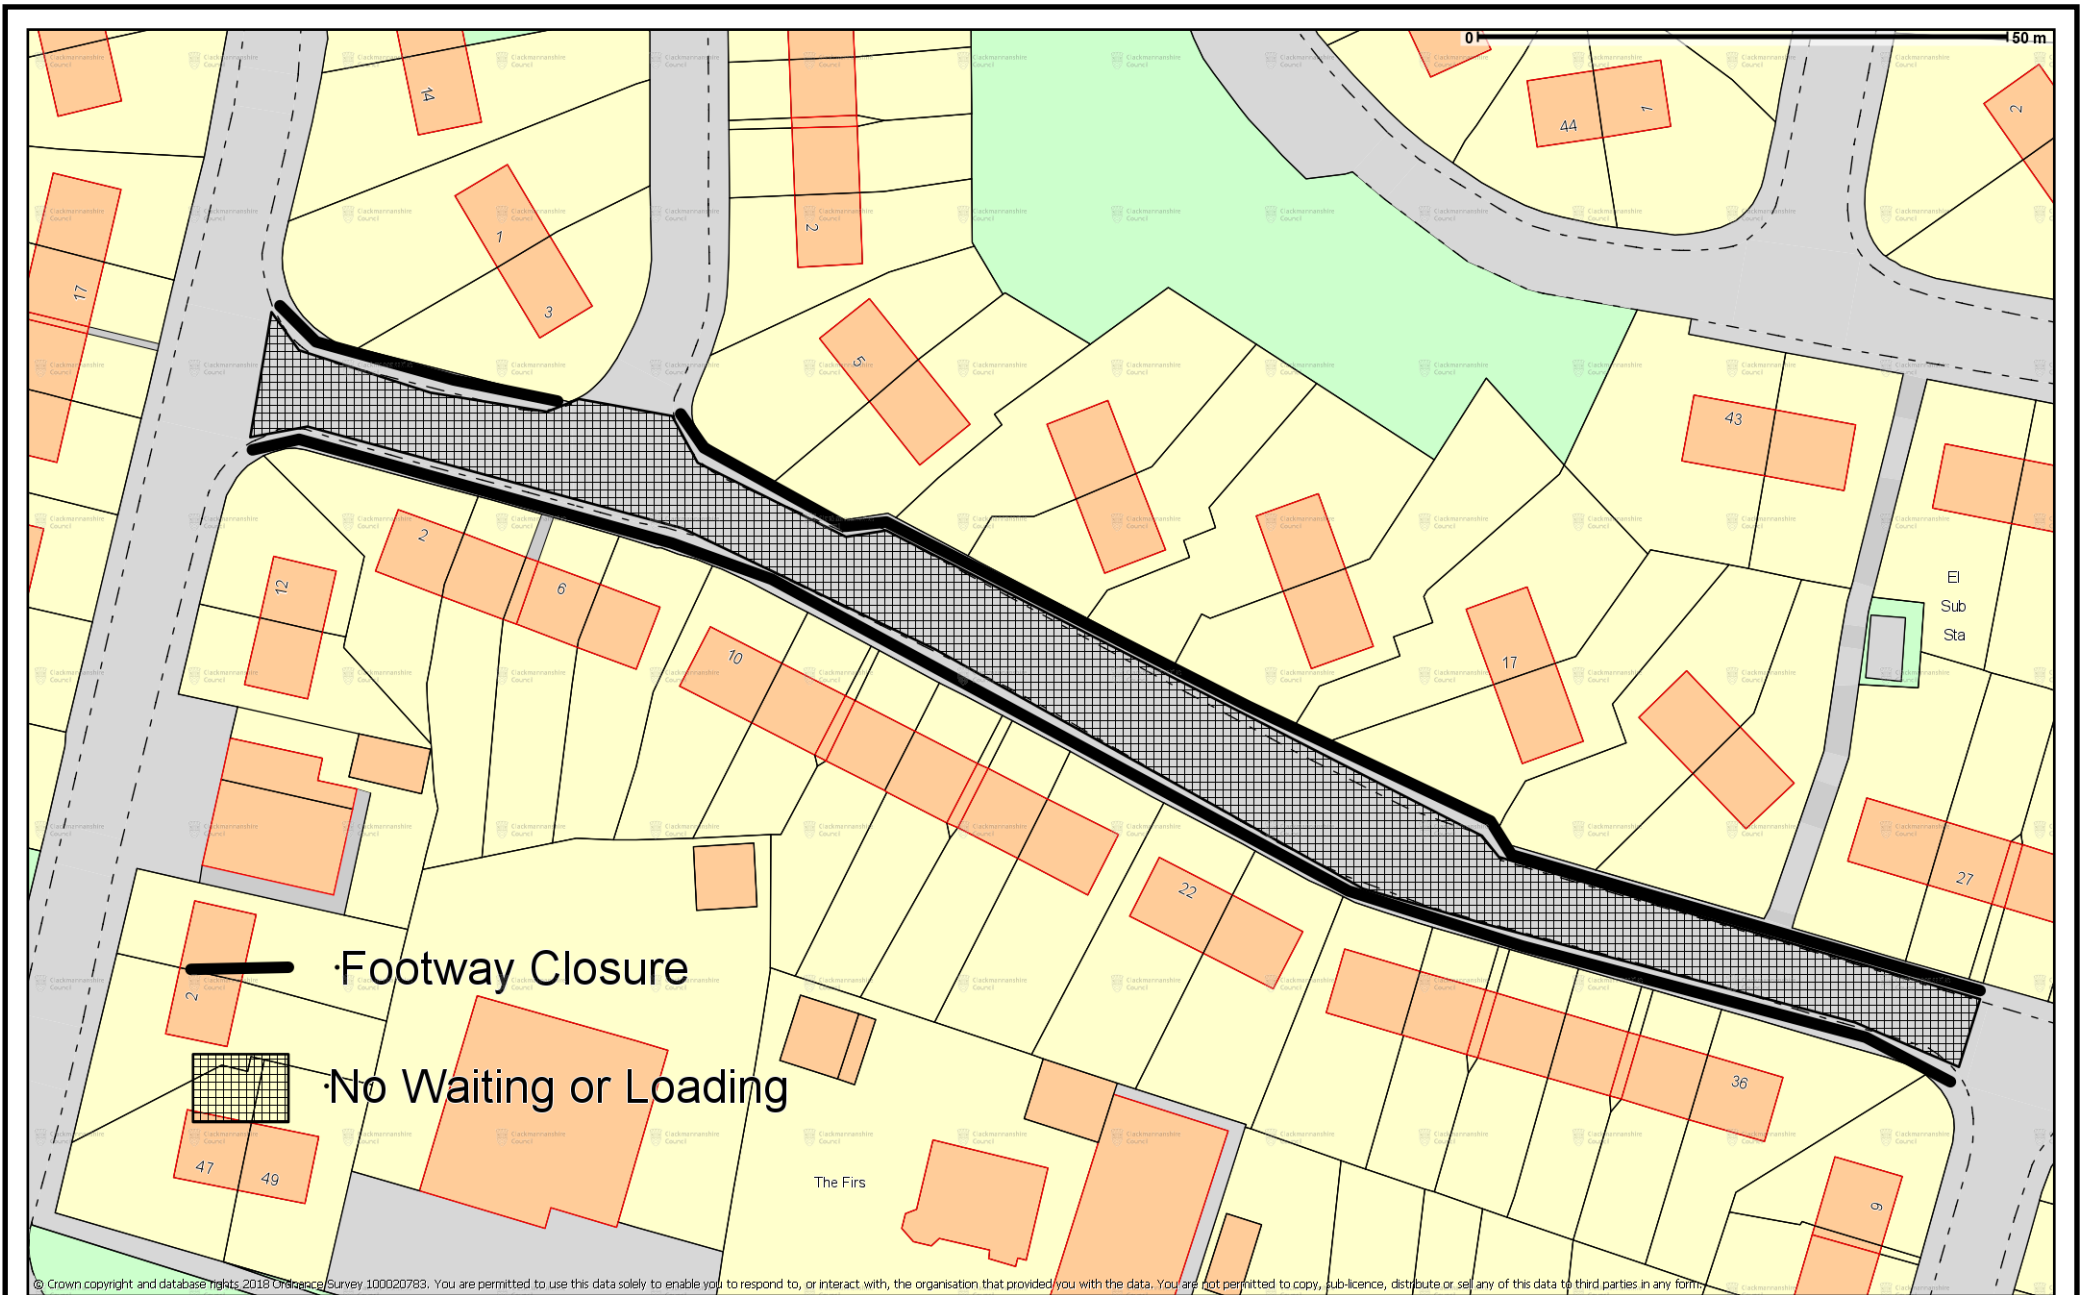 0
50 m
14
44
1
2
17
1
3
2
5
43
12
2
6
El
Sub
Sta
10
17
27
22
2
·Footway Closure
·No Waiting or Loading
36
47
49
The Firs
9
© Crown copyright and database rights 2018 Ordnance Survey 100020783. You are permitted to use this data solely to enable you to respond to, or interact with, the organisation that provided you with the data. You are not permitted to copy, sub-licence, distribute or sell any of this data to third parties in any form.
Clackmannanshire
Council